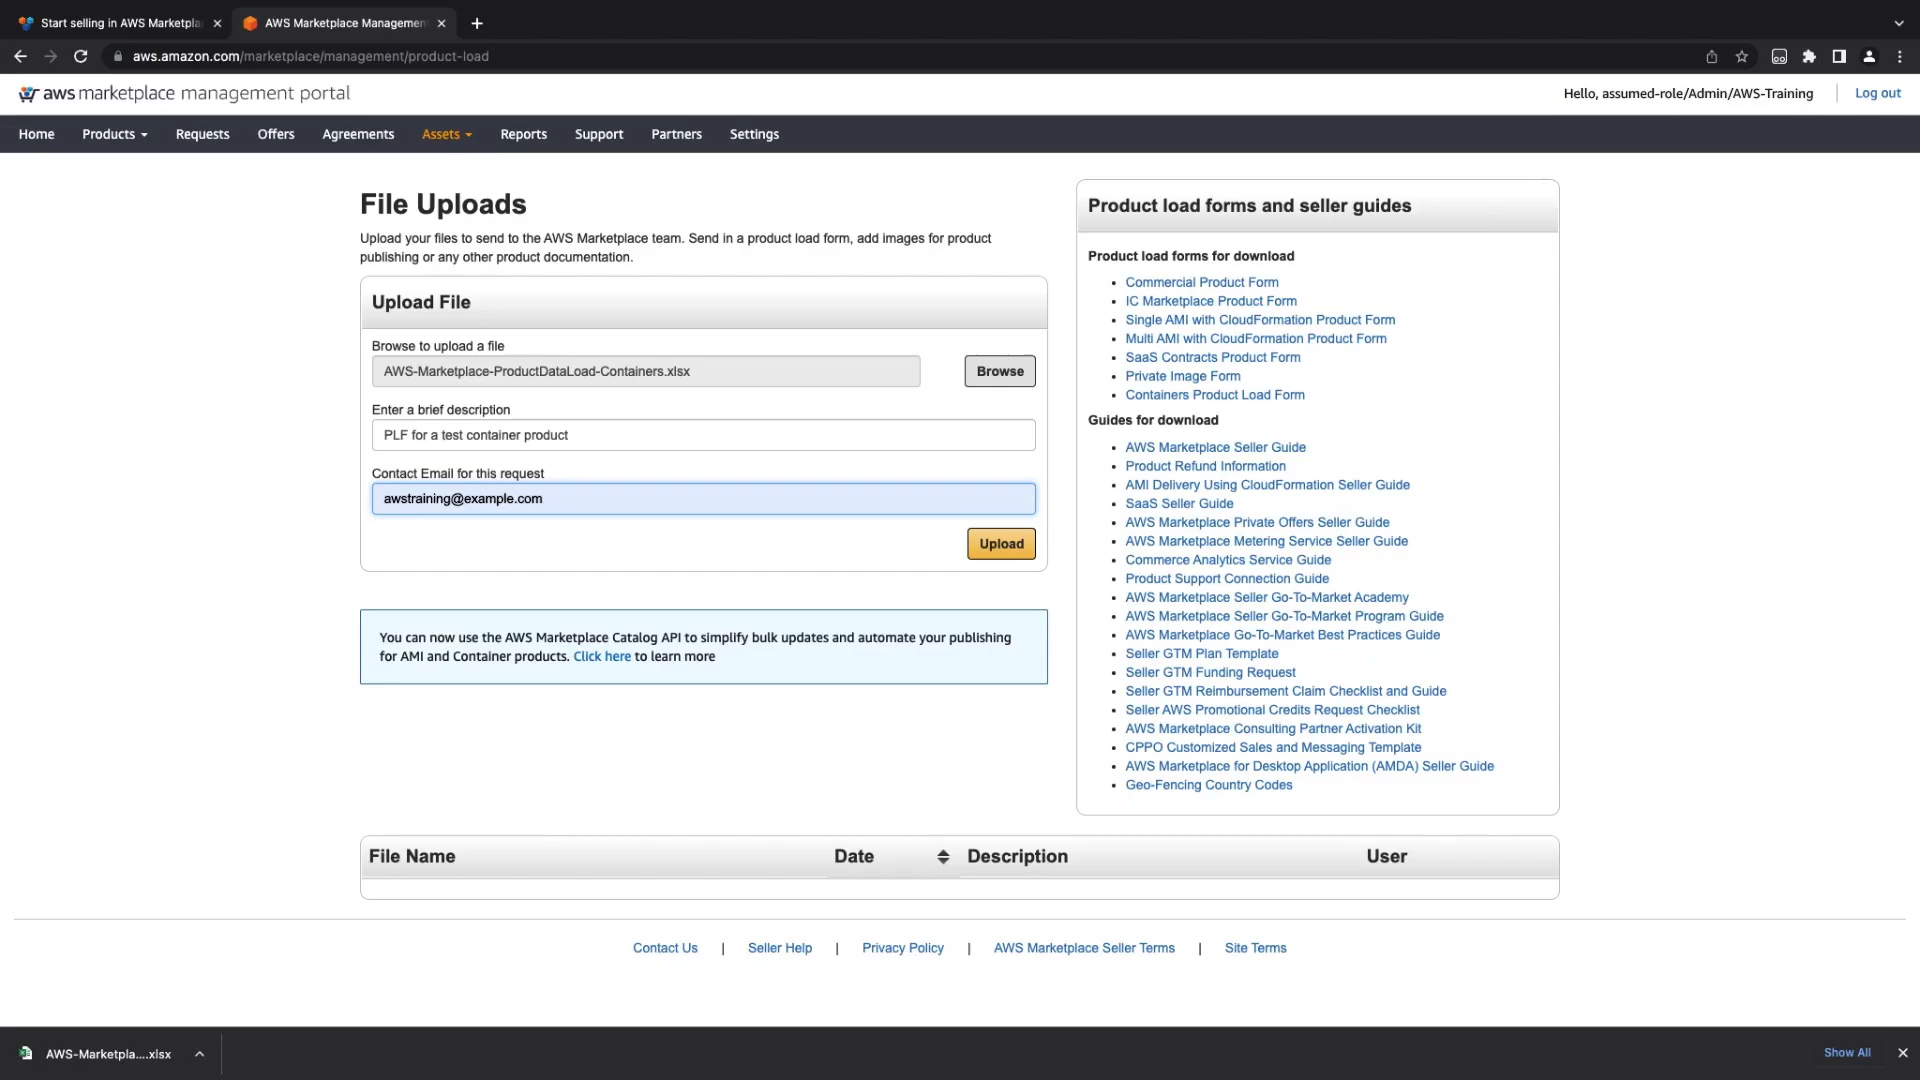 Start selling in AWS Marketpla
AWS Marketplace Managemen
aws.amazon.com/marketplace/management/product-load
aws marketplace management portal
Hello, assumed-role/Admin/AWS-Training
Log out
Home
Products
Requests
Offers
Agreements
Assets
Reports
Support
Partners
Settings
File Uploads
Upload your files to send to the AWS Marketplace team. Send in a product load form, add images for product
publishing or any other product documentation.
Upload File
Browse to upload a file
AWS-Marketplace-ProductDataLoad-Containers.xlsx
Browse
Enter a brief description
PLF for a test container product
Contact Email for this request
awstraining@example.com
Upload
You can now use the AWS Marketplace Catalog API to simplify bulk updates and automate your publishing
for AMI and Container products. Click here to learn more
Product load forms and seller guides
Product load forms for download
• Commercial Product Form
• IC Marketplace Product Form
• Single AMI with CloudFormation Product Form
• Multi AMI with CloudFormation Product Form
• SaaS Contracts Product Form
• Private Image Form
• Containers Product Load Form
Guides for download
• AWS Marketplace Seller Guide
• Product Refund Information
• AMI Delivery Using CloudFormation Seller Guide
• SaaS Seller Guide
• AWS Marketplace Private Offers Seller Guide
• AWS Marketplace Metering Service Seller Guide
• Commerce Analytics Service Guide
• Product Support Connection Guide
• AWS Marketplace Seller Go-To-Market Academy
• AWS Marketplace Seller Go-To-Market Program Guide
• AWS Marketplace Go-To-Market Best Practices Guide
• Seller GTM Plan Template
• Seller GTM Funding Request
• Seller GTM Reimbursement Claim Checklist and Guide
• Seller AWS Promotional Credits Request Checklist
• AWS Marketplace Consulting Partner Activation Kit
• CPPO Customized Sales and Messaging Template
• AWS Marketplace for Desktop Application (AMDA) Seller Guide
• Geo-Fencing Country Codes
File Name
Date
Description
User
Contact Us | Seller Help | Privacy Policy | AWS Marketplace Seller Terms | Site Terms
AWS-Marketpla....xlsx
Show All